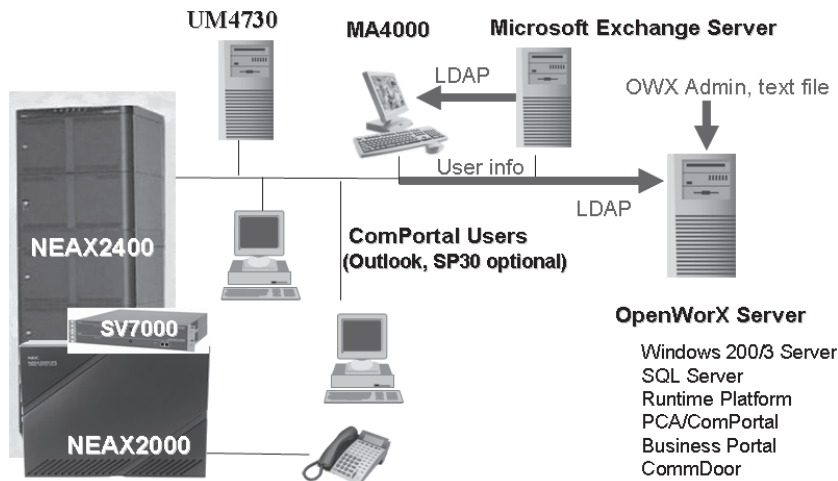 UM4730
MA4000
Microsoft Exchange Server
LDAP
OWX Admin, text file
User info
LDAP
NEAX2400
ComPortal Users
(Outlook, SP30 optional)
SV7000
OpenWorX Server
Windows 200/3 Server
SQL Server
Runtime Platform
PCA/ComPortal
Business Portal
CommDoor
NEC
NEAX2000